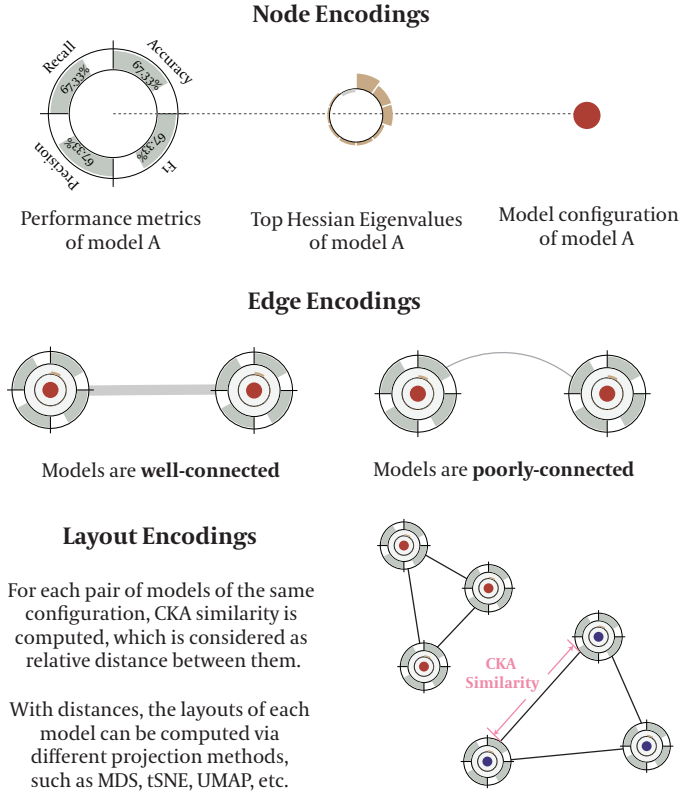 Node Encodings
Recall
Accuracy
67.33%
67.33%
67.33%
67.33%
Precision
F1
Performance metrics
of model A
Top Hessian Eigenvalues
of model A
Model configuration
of model A
Edge Encodings
Models are well-connected
Models are poorly-connected
Layout Encodings
For each pair of models of the same
configuration, CKA similarity is
computed, which is considered as
relative distance between them.
With distances, the layouts of each
model can be computed via
different projection methods,
such as MDS, tSNE, UMAP, etc.
CKA
Similarity